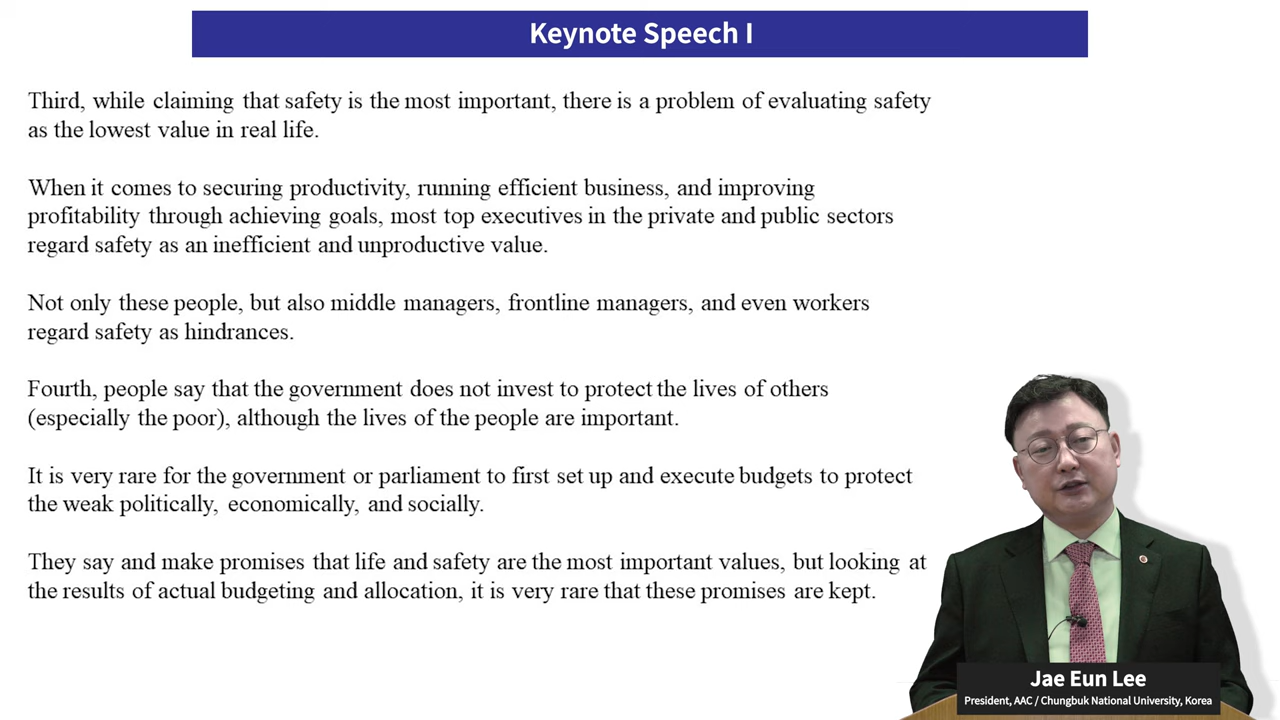 Keynote Speech I
Third, while claiming that safety is the most important, there is a problem of evaluating safety
as the lowest value in real life.
When it comes to securing productivity, running efficient business, and improving
profitability through achieving goals, most top executives in the private and public sectors
regard safety as an inefficient and unproductive value.
Not only these people, but also middle managers, frontline managers, and even workers
regard safety as hindrances.
Fourth, people say that the government does not invest to protect the lives of others
(especially the poor), although the lives of the people are important.
It is very rare for the government or parliament to first set up and execute budgets to protect
the weak politically, economically, and socially.
They say and make promises that life and safety are the most important values, but looking at
the results of actual budgeting and allocation, it is very rare that these promises are kept.
Jae Eun Lee
President, AAC / Chungbuk National University, Korea